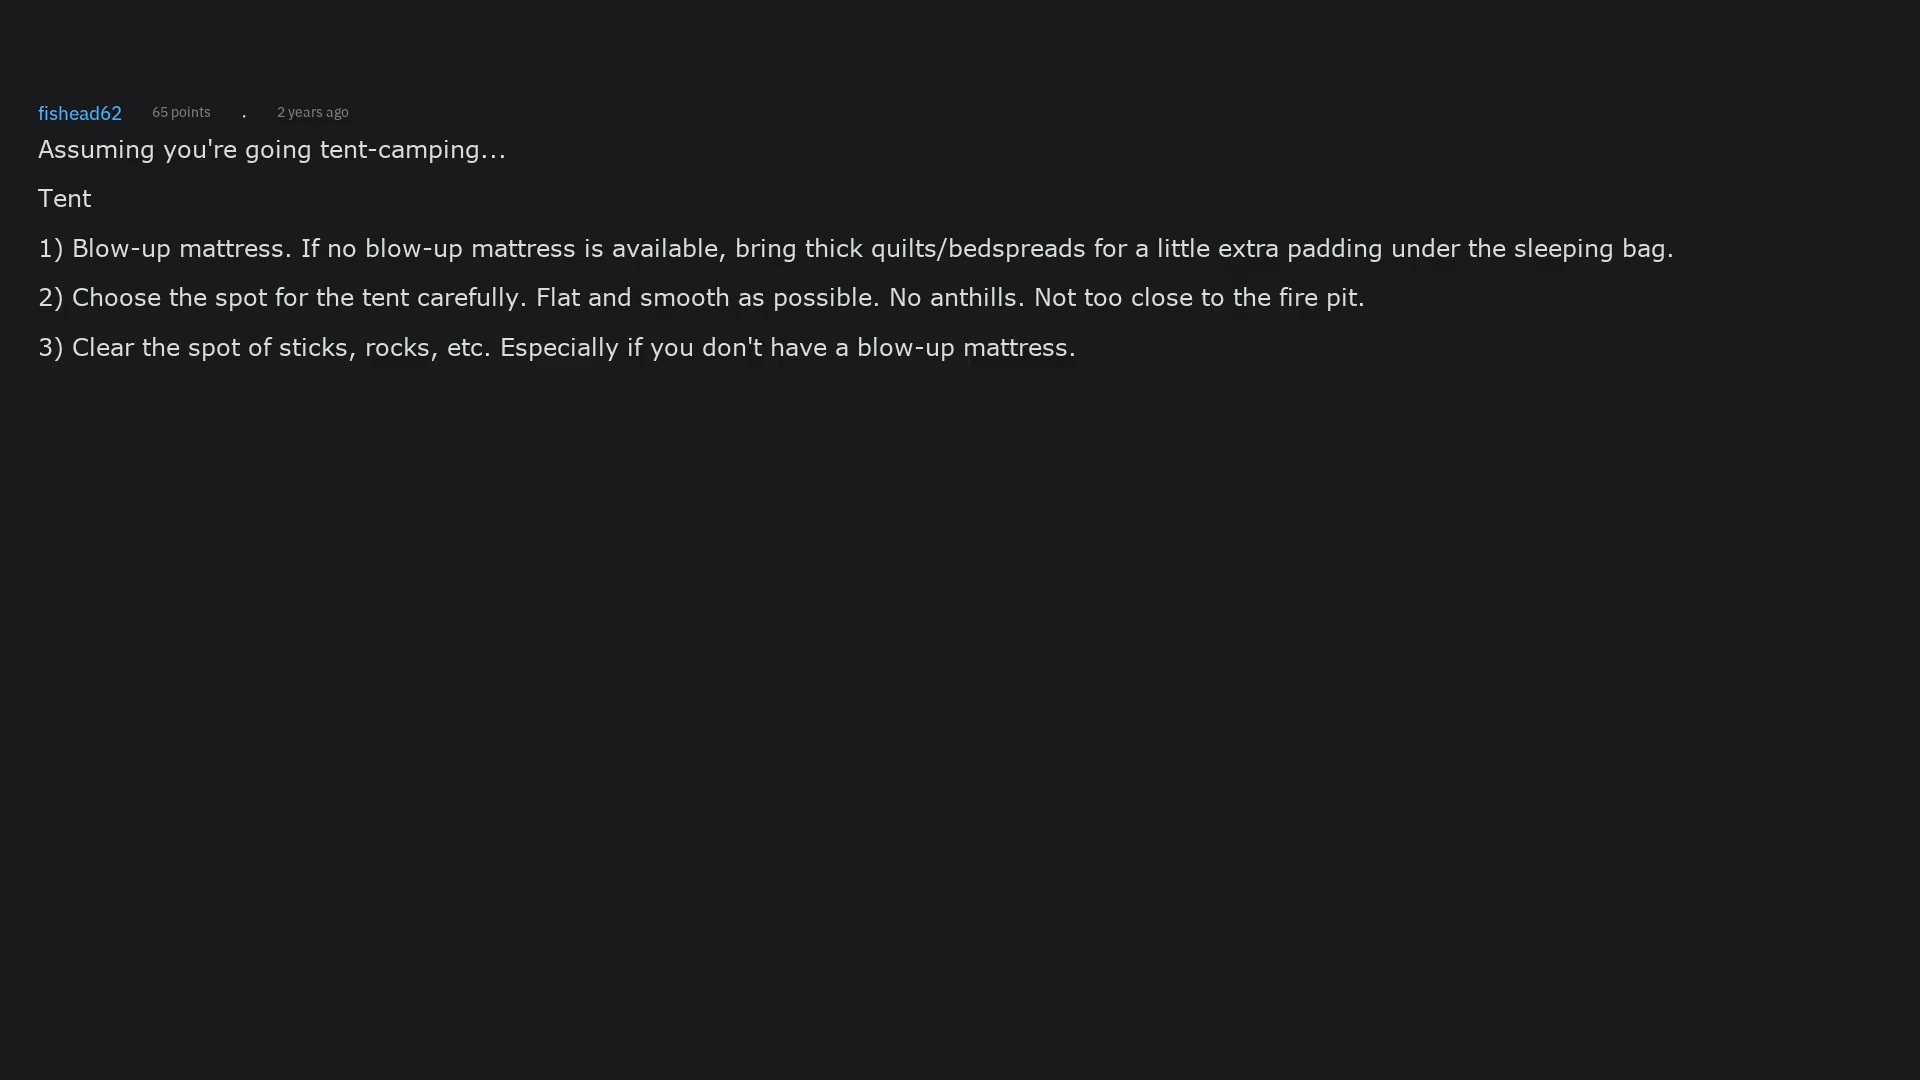 fishead62 65 points . 2 years ago
Assuming you're going tent-camping...
Tent
1) Blow-up mattress. If no blow-up mattress is available, bring thick quilts/bedspreads for a little extra padding under the sleeping bag.
2) Choose the spot for the tent carefully. Flat and smooth as possible. No anthills. Not too close to the fire pit.
3) Clear the spot of sticks, rocks, etc. Especially if you don't have a blow-up mattress.